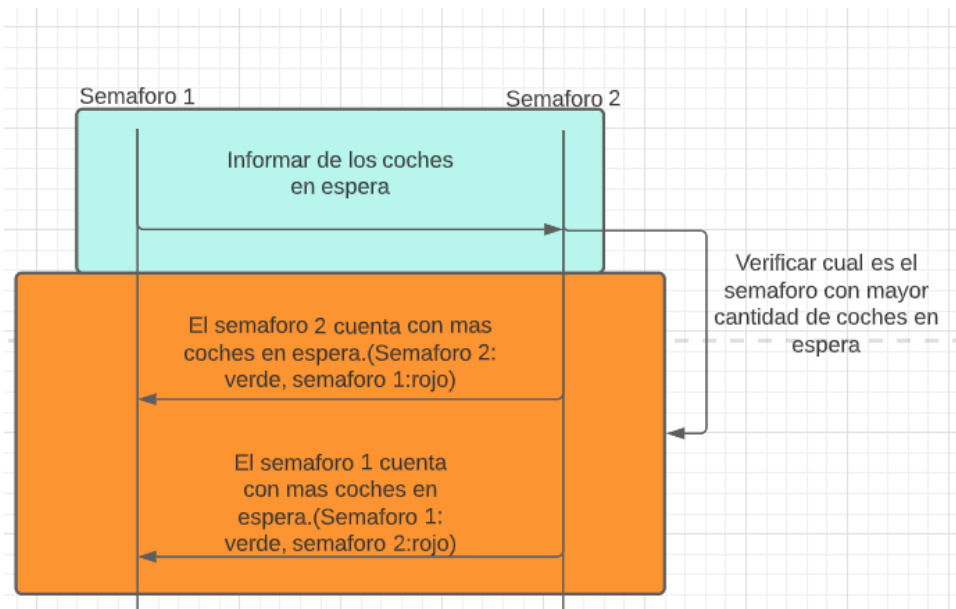 Semaforo 1
Semaforo 2
Informar de los coches
en espera
Verificar cual es el
semaforo con mayor
cantidad de coches en
espera
El semaforo 2 cuenta con mas
coches en espera.(Semaforo 2:
verde, semaforo 1:rojo)
El semaforo 1 cuenta
con mas coches en
espera.(Semaforo 1:
verde, semaforo 2:rojo)